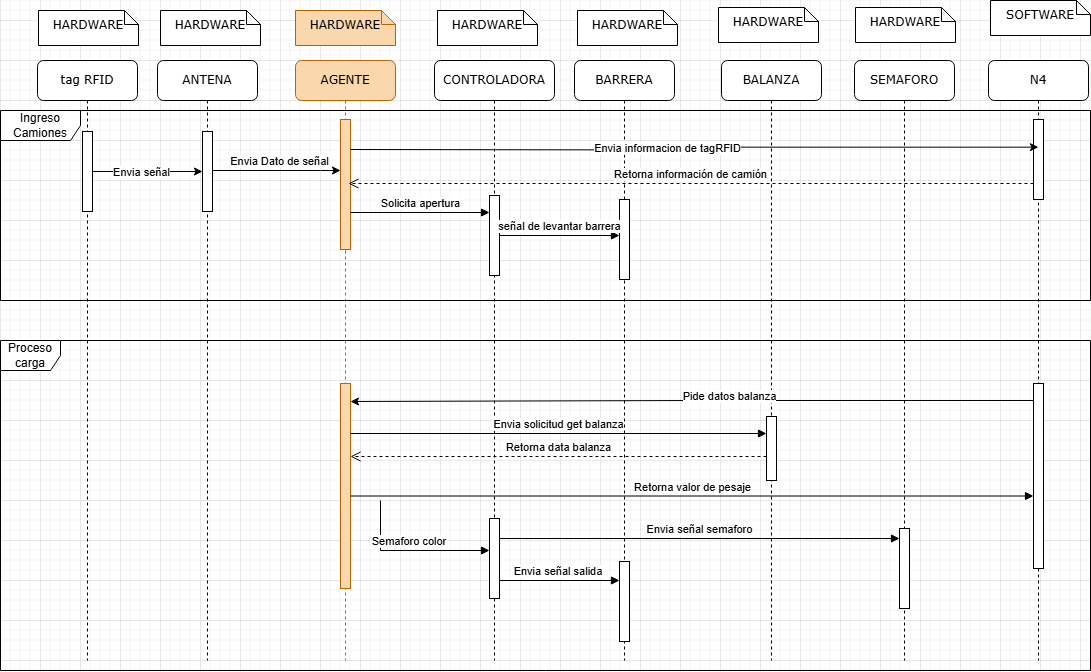 HARDWARE
HARDWARE
HARDWARE
HARDWARE
HARDWARE
HARDWARE
HARDWARE
SOFTWARE
tag RFID
ANTENA
AGENTE
CONTROLADORA
BARRERA
BALANZA
SEMAFORO
N4
Ingreso
Camiones
Envia informacion de tagRFID
Envia Dato de señal
Envia señal
Retorna información de camión
Solicita apertura
señal de levantar barrera
Proceso
carga
Pide datos balanza
Envia solicitud get balanza
Retorna data balanza
Retorna valor de pesaje
Envia señal semaforo
Semaforo color
Envia señal salida